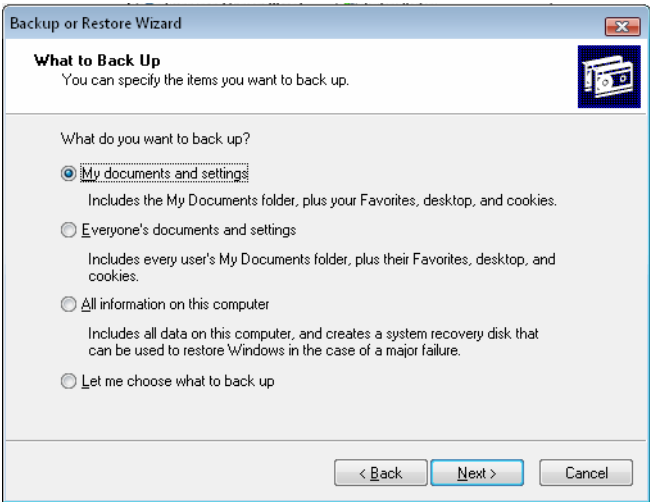 Backup or Restore Wizard
What to Back Up
You can specify the items you want to back up.
What do you want to back up?
My documents and settings
Includes the My Documents folder, plus your Favorites, desktop, and cookies.
Everyone's documents and settings
Includes every user's My Documents folder, plus their Favorites, desktop, and
cookies.
All information on this computer
Includes all data on this computer, and creates a system recovery disk that
can be used to restore Windows in the case of a major failure.
Let me choose what to back up
< Back Next > Cancel